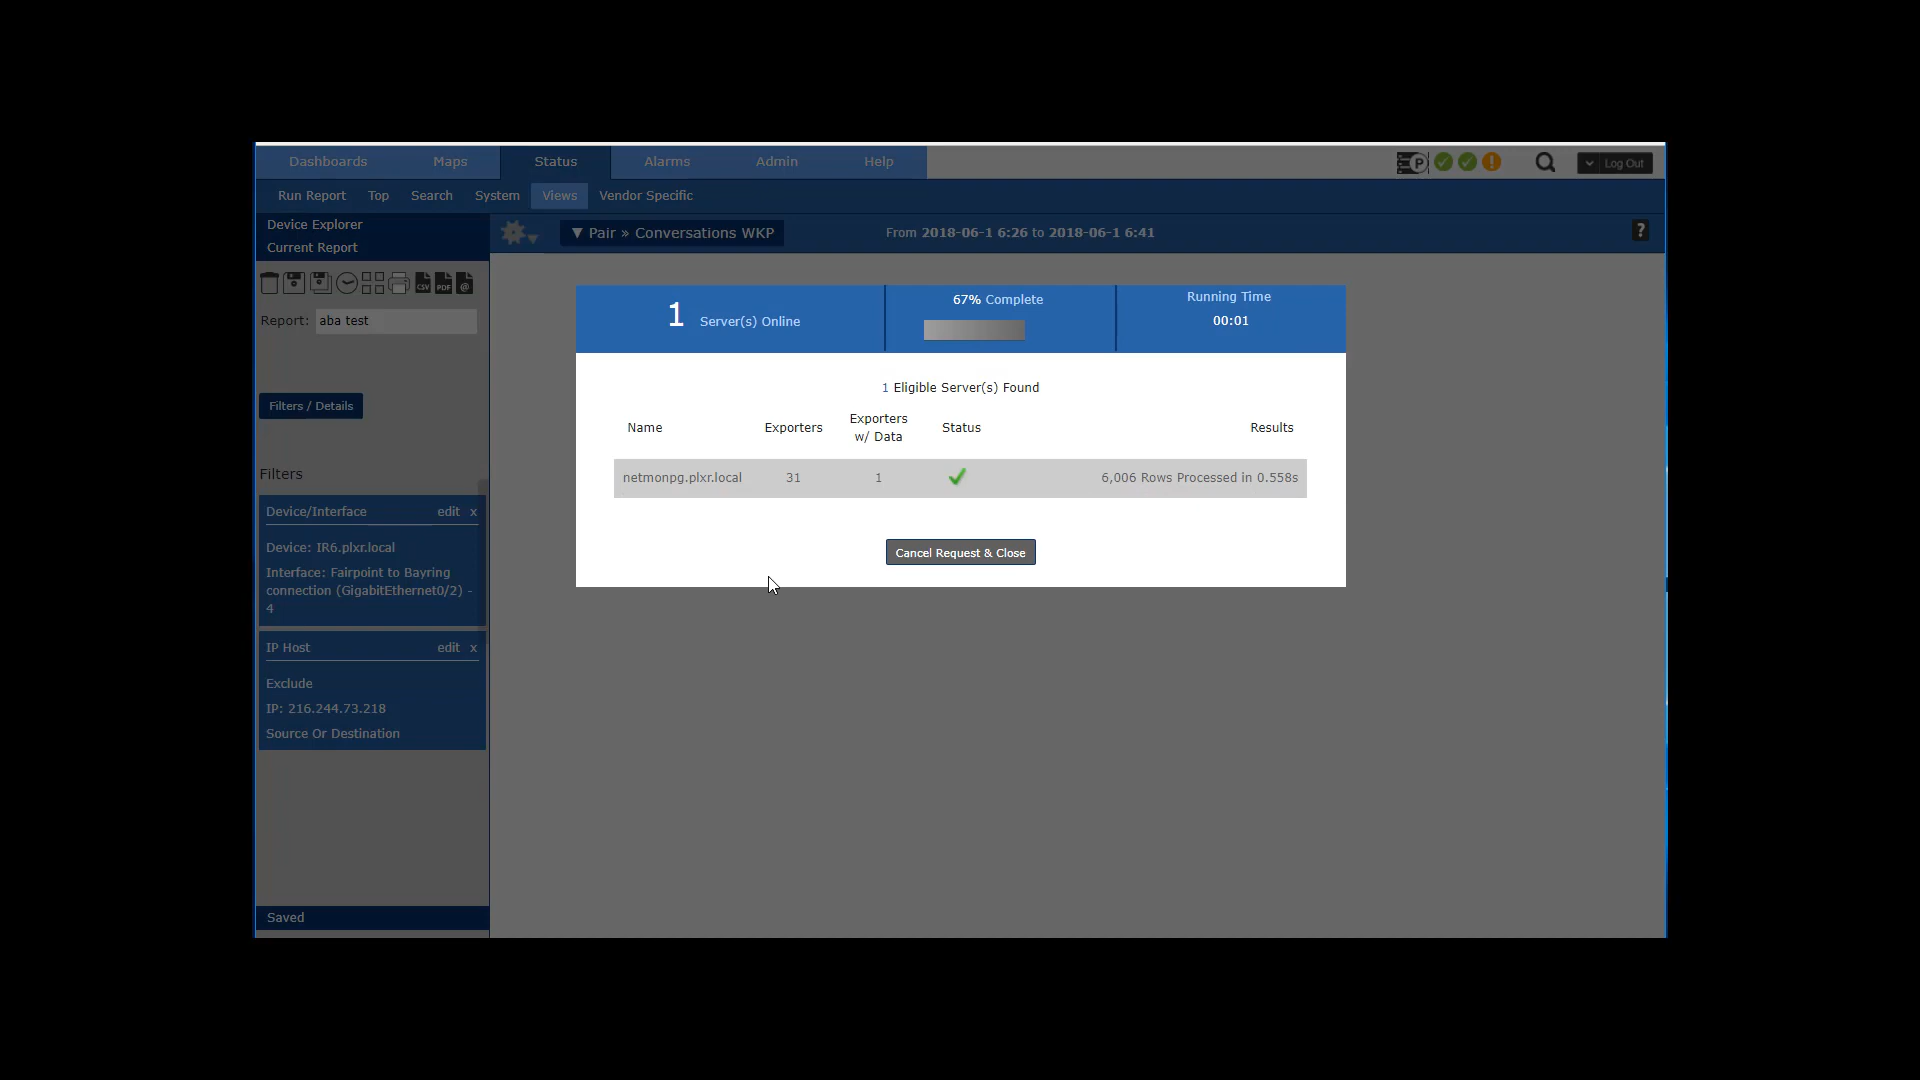 Dashboards Maps Status Alarms Admin Help
P ! Log Out
Run Report Top Search System Views Vendor Specific
Device Explorer
Current Report
▼ Pair » Conversations WKP
From 2018-06-1 6:26 to 2018-06-1 6:41
?
CSV PDF @
Report: aba test
Filters / Details
Filters
Device/Interface edit x
Device: IR6.plxr.local
Interface: Fairpoint to Bayring
connection (GigabitEthernet0/2) -
4
IP Host edit x
Exclude
IP: 216.244.73.218
Source Or Destination
Saved
1 Server(s) Online
67% Complete
Running Time
00:01
1 Eligible Server(s) Found
Name Exporters Exporters w/ Data Status Results
netmonpg.plxr.local 31 1 6,006 Rows Processed in 0.558s
Cancel Request & Close